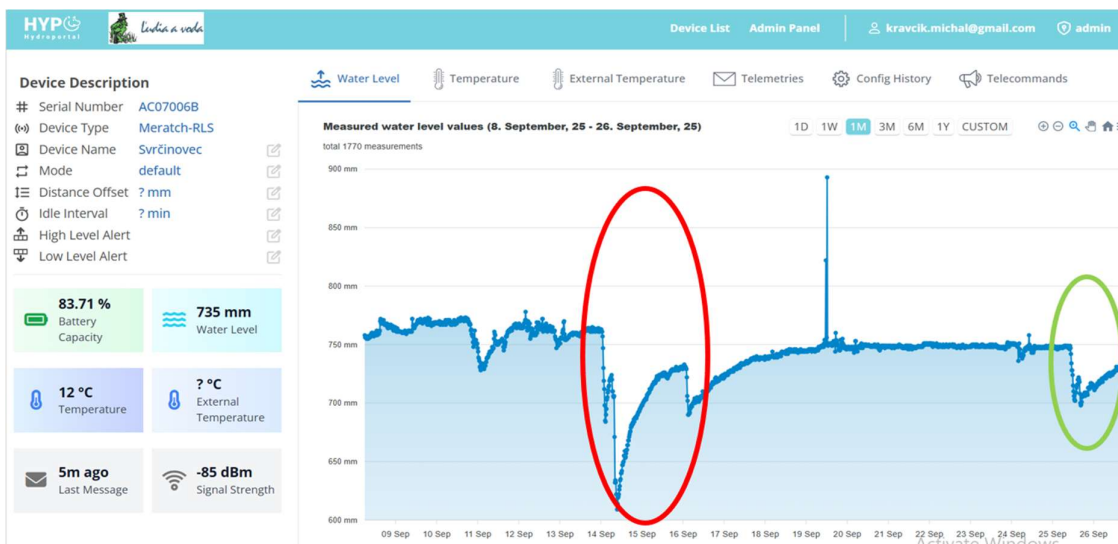 HYPO
Hydroportal
Ľudia a voda
Device List
Admin Panel
kravcik.michal@gmail.com
admin
Device Description
Serial Number AC07006B
Device Type Meratch-RLS
Device Name Svrčinovec
Mode default
Distance Offset ? mm
Idle Interval ? min
High Level Alert
Low Level Alert
83.71 %
Battery
Capacity
735 mm
Water Level
12 °C
Temperature
? °C
External
Temperature
5m ago
Last Message
-85 dBm
Signal Strength
Water Level
Temperature
External Temperature
Telemetries
Config History
Telecommands
Measured water level values (8. September, 25 - 26. September, 25)
1D 1W 1M 3M 6M 1Y CUSTOM
total 1770 measurements
900 mm
850 mm
800 mm
750 mm
700 mm
650 mm
600 mm
09 Sep 10 Sep 11 Sep 12 Sep 13 Sep 14 Sep 15 Sep 16 Sep 17 Sep 18 Sep 19 Sep 20 Sep 21 Sep 22 Sep 23 Sep 24 Sep 25 Sep 26 Sep
Activate Windows